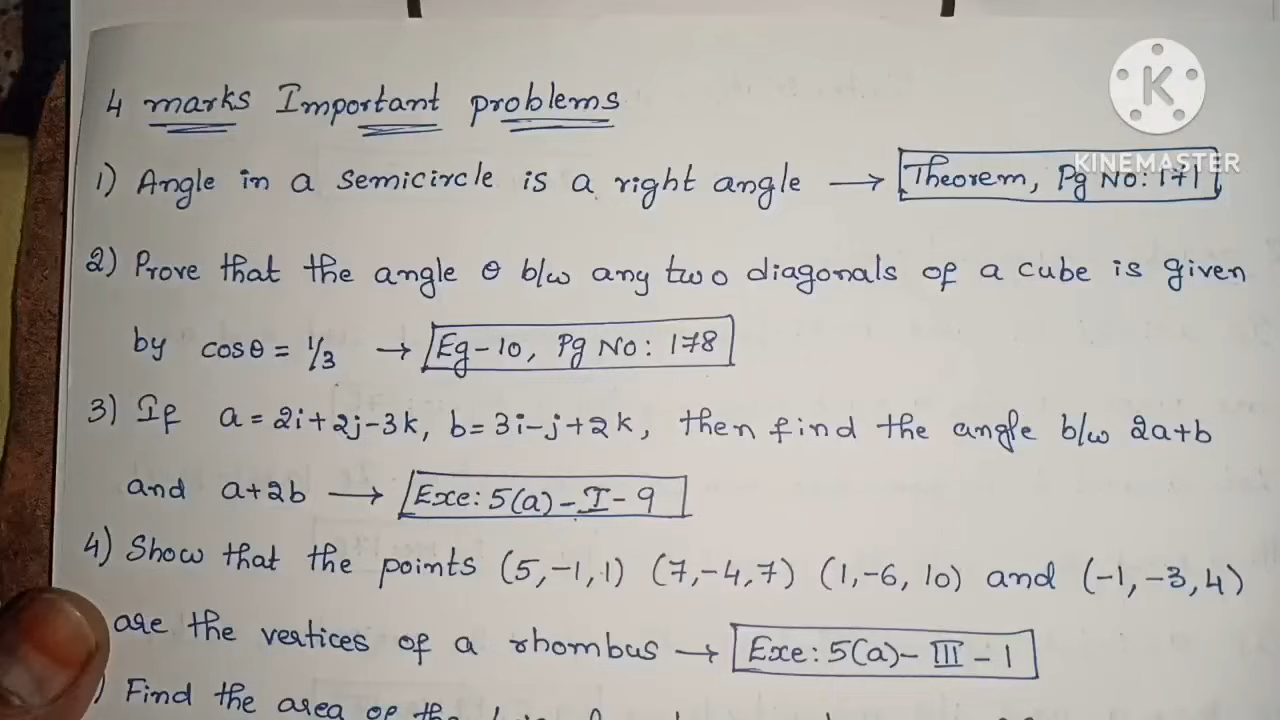 4 marks Important problems
K
KINEMASTER
1) Angle in a semicircle is a right angle → Theorem, Pg No: 171
2) Prove that the angle θ b/w any two diagonals of a cube is given
by cosθ = 1/3 → Eg-10, Pg No: 178
3) If a = 2i+2j-3k, b= 3i-j+2k, then find the angle b/w 2a+b
and a+2b → Exe: 5(a)-I-9
4) Show that the points (5,-1,1) (7,-4,7) (1,-6,10) and (-1,-3,4)
are the vertices of a rhombus → Exe: 5(a)-III-1
) Find the area of the